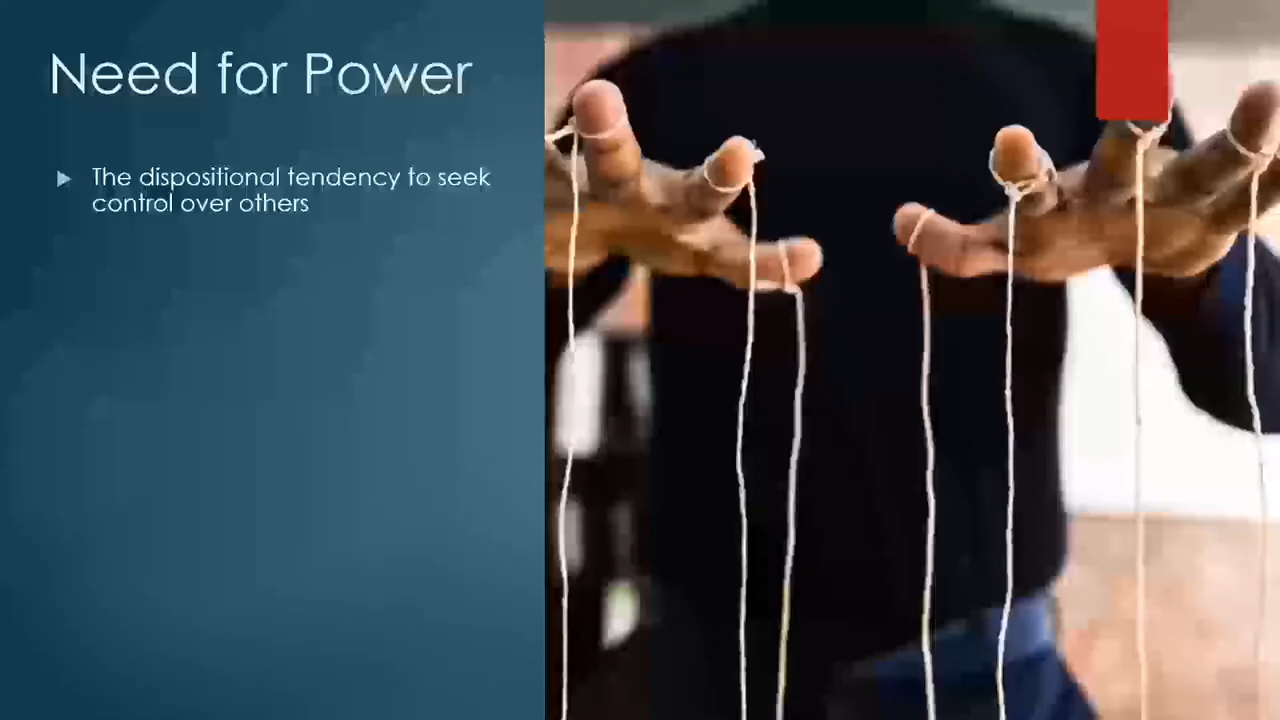 Need for Power
The dispositional tendency to seek
control over others